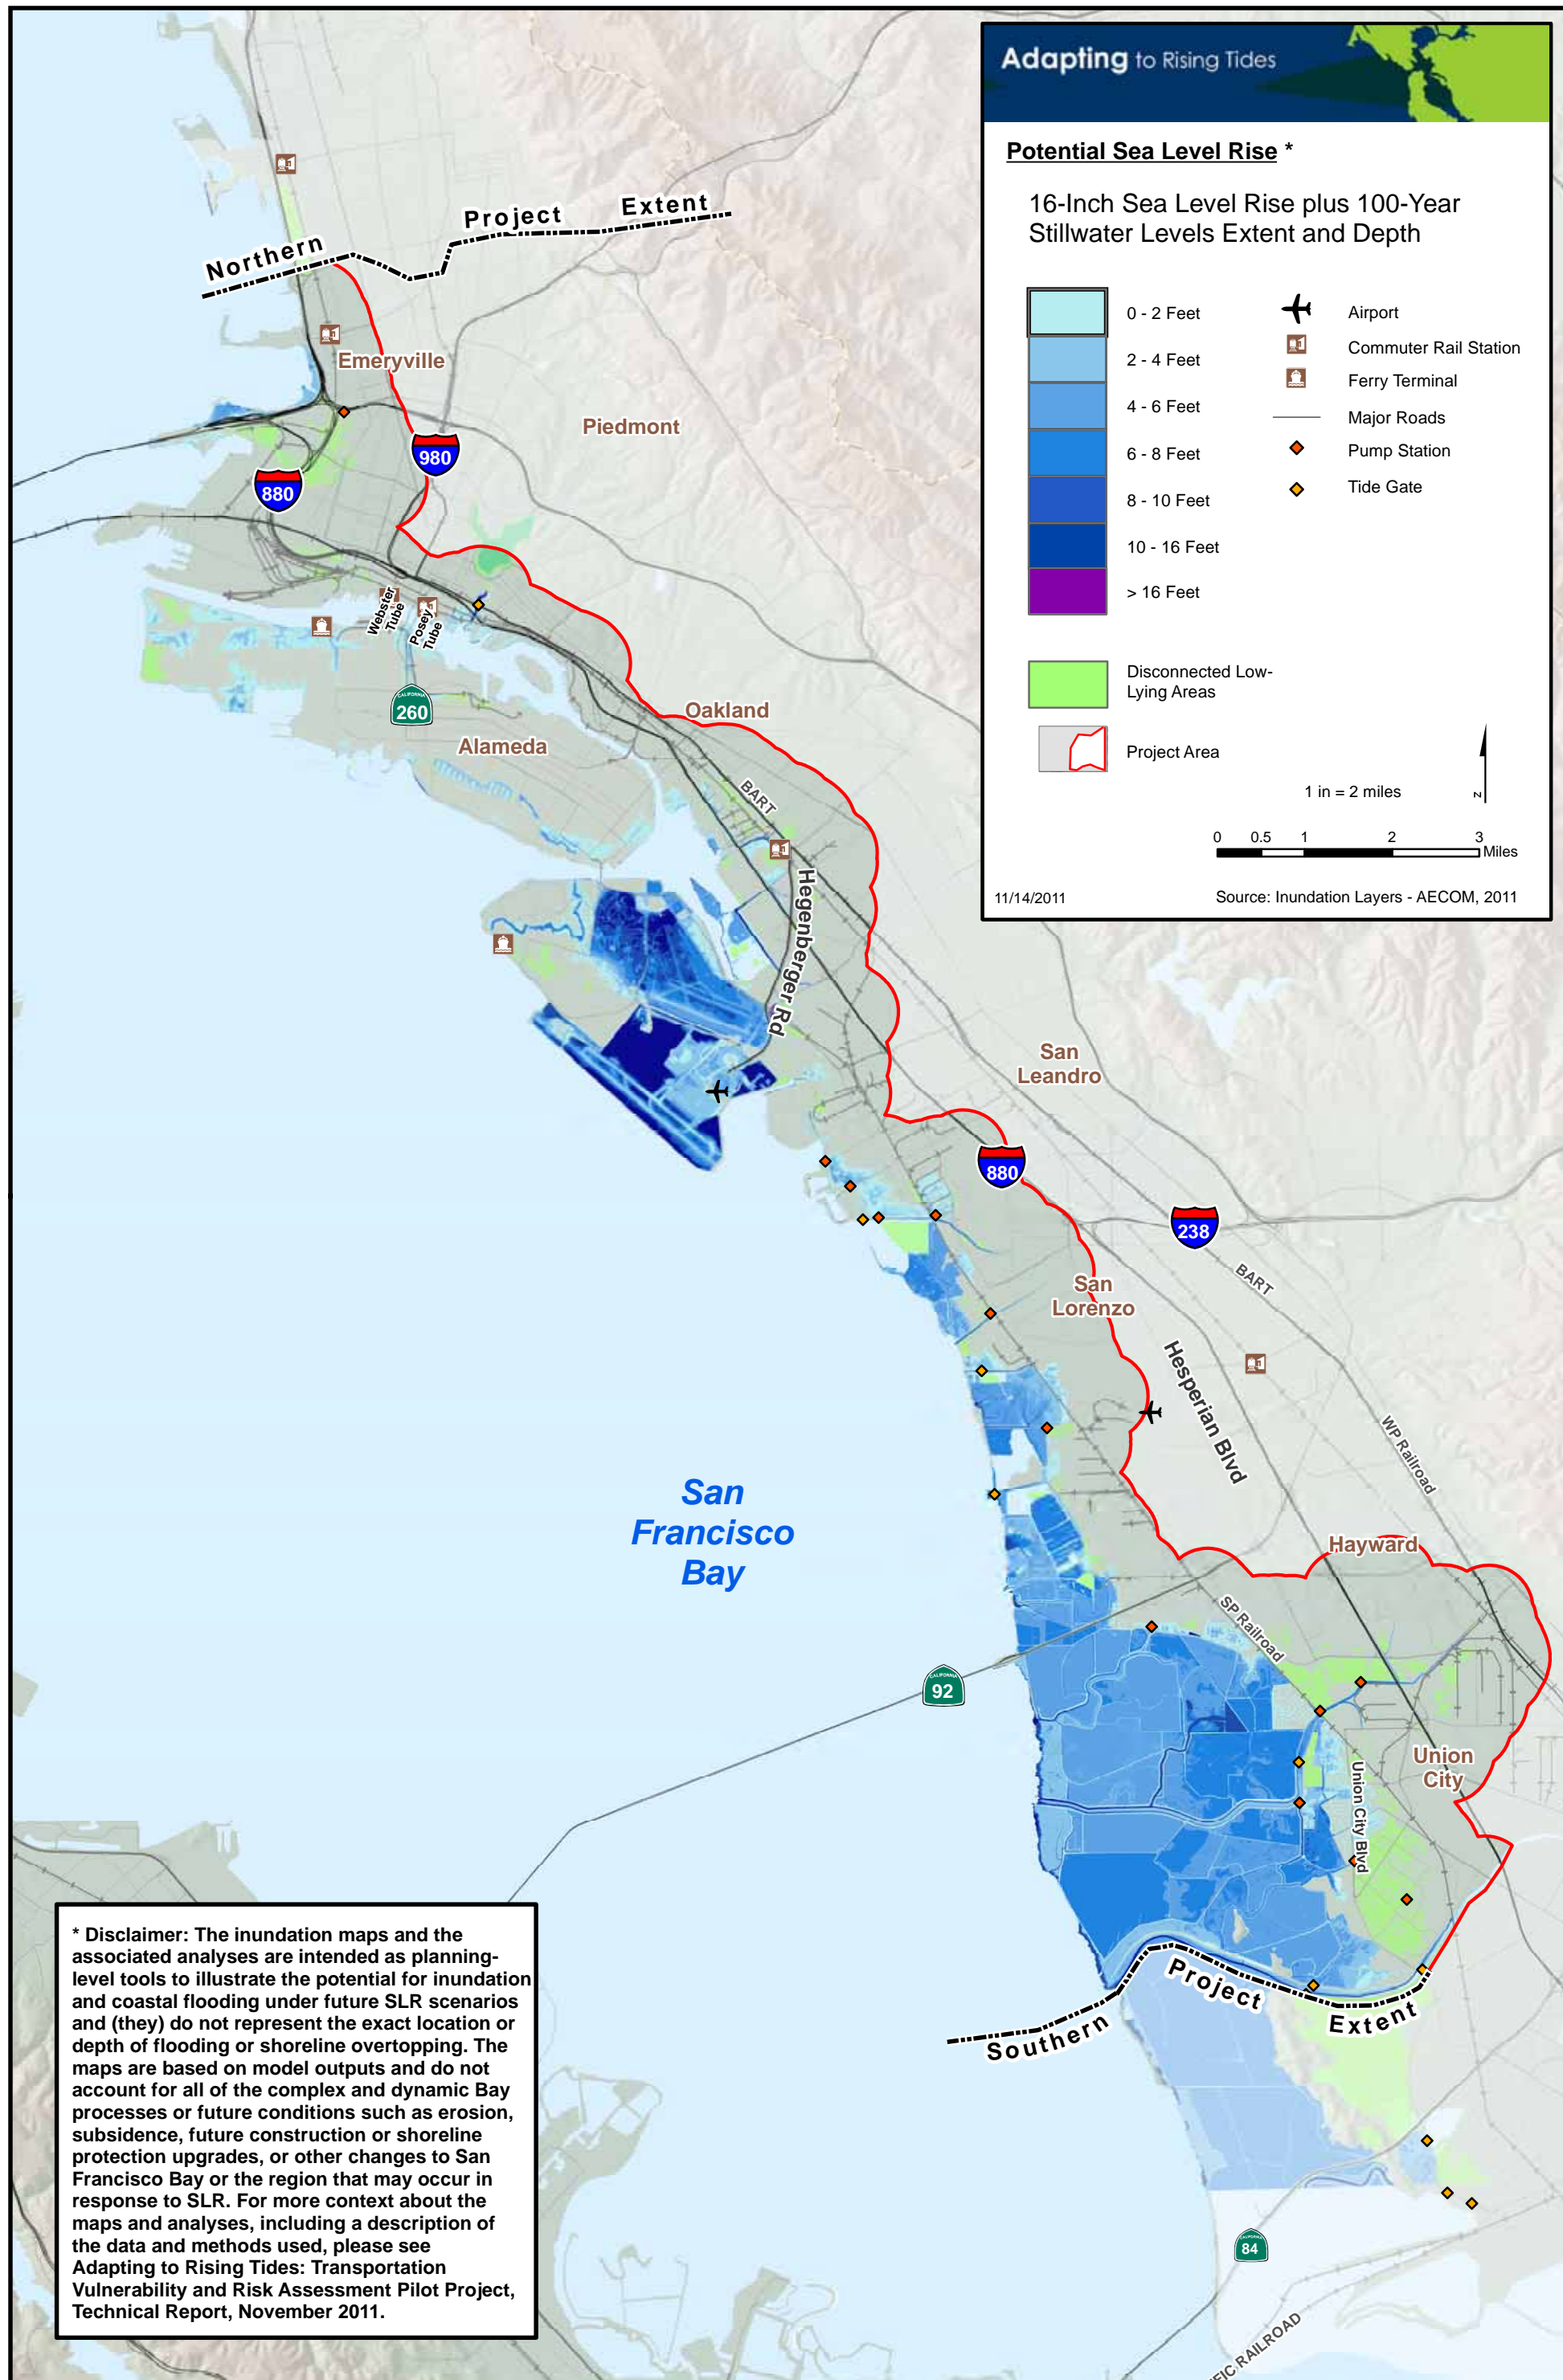 Adapting to Rising Tides
Potential Sea Level Rise *
16-Inch Sea Level Rise plus 100-Year
Stillwater Levels Extent and Depth
0 - 2 Feet
2 - 4 Feet
4 - 6 Feet
6 - 8 Feet
8 - 10 Feet
10 - 16 Feet
> 16 Feet
Airport
Commuter Rail Station
Ferry Terminal
Major Roads
Pump Station
Tide Gate
Disconnected Low-
Lying Areas
Project Area
1 in = 2 miles
N
0 0.5 1 2 3
Miles
11/14/2011
Source: Inundation Layers - AECOM, 2011
Northern Project Extent
Emeryville
Piedmont
980
880
Webster
Tube
Posey
Tube
CALIFORNIA
260
Oakland
Alameda
BART
Hegenberger Rd
San
Leandro
880
238
BART
San
Lorenzo
Hesperian Blvd
WP Railroad
San
Francisco
Bay
Hayward
SP Railroad
CALIFORNIA
92
Union
City
Union City Blvd
Southern Project Extent
CALIFORNIA
84
FIC RAILROAD
* Disclaimer: The inundation maps and the
associated analyses are intended as planning-
level tools to illustrate the potential for inundation
and coastal flooding under future SLR scenarios
and (they) do not represent the exact location or
depth of flooding or shoreline overtopping. The
maps are based on model outputs and do not
account for all of the complex and dynamic Bay
processes or future conditions such as erosion,
subsidence, future construction or shoreline
protection upgrades, or other changes to San
Francisco Bay or the region that may occur in
response to SLR. For more context about the
maps and analyses, including a description of
the data and methods used, please see
Adapting to Rising Tides: Transportation
Vulnerability and Risk Assessment Pilot Project,
Technical Report, November 2011.